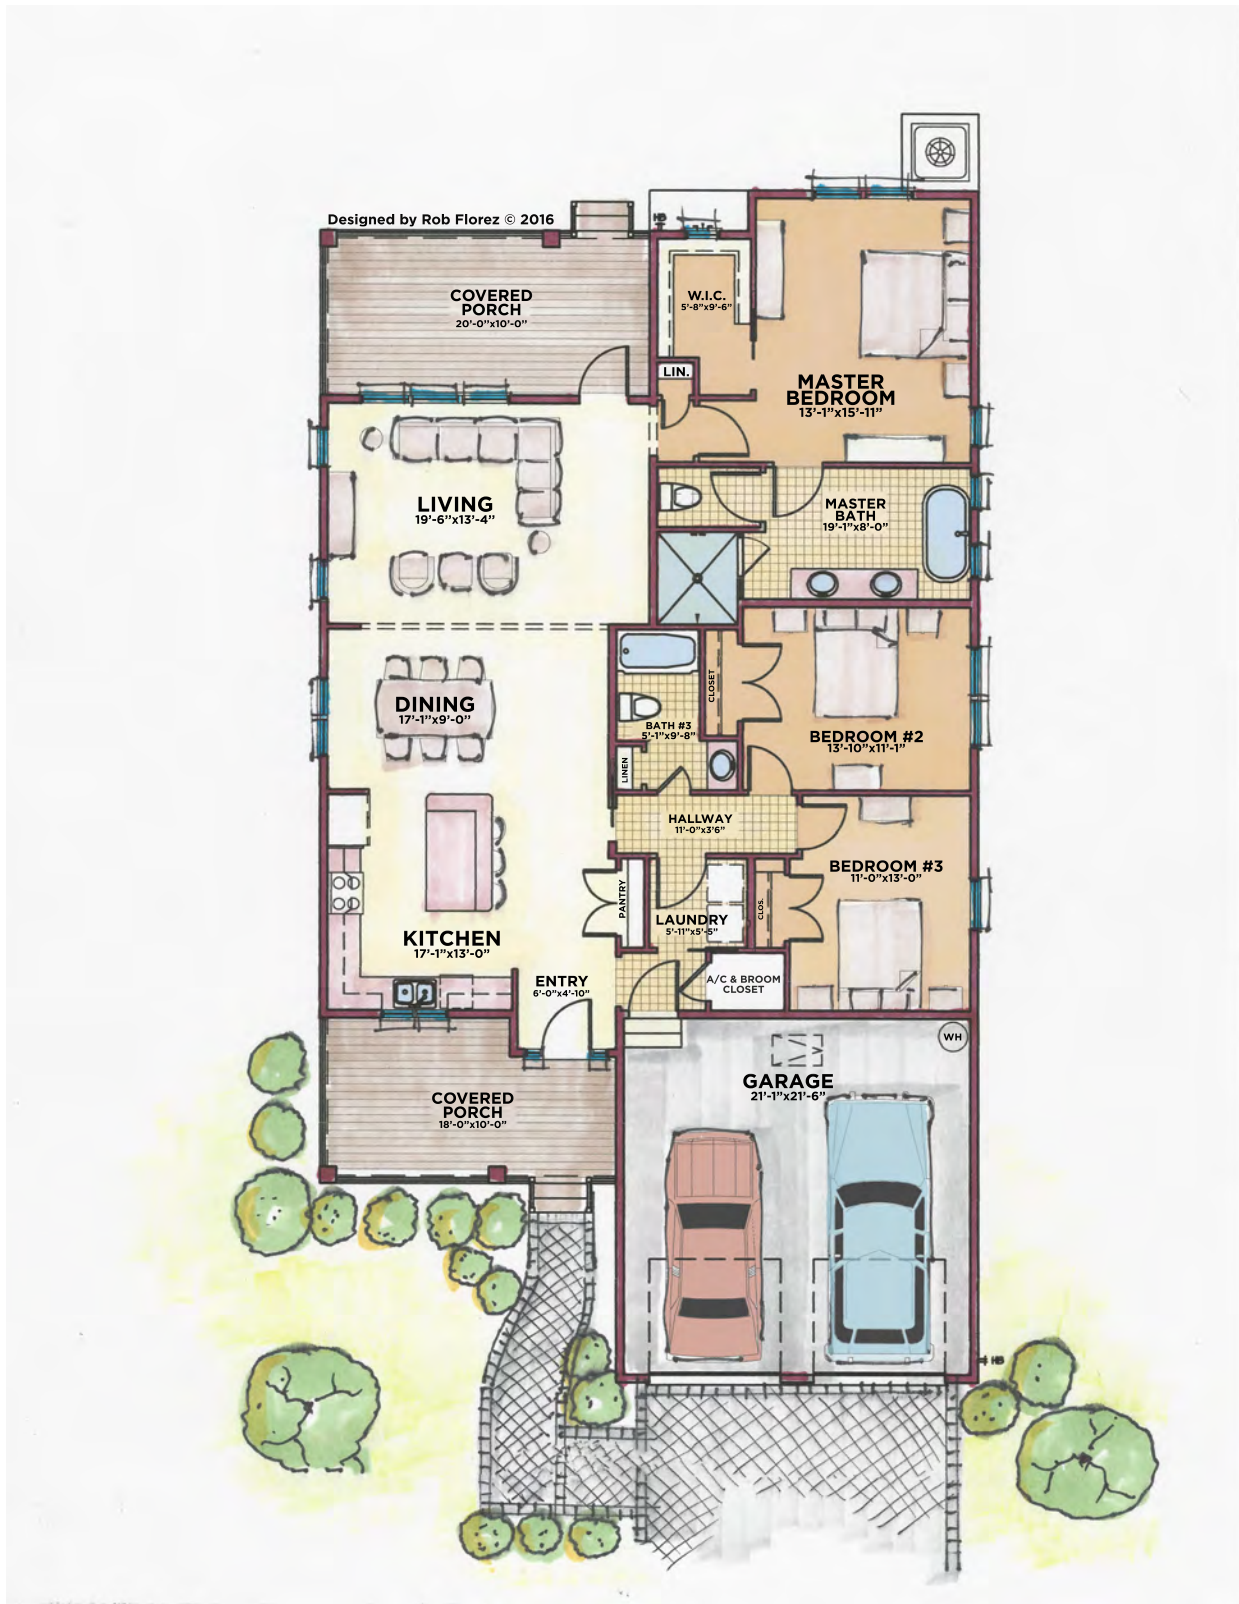 Designed by Rob Florez © 2016
HB
COVERED
PORCH
20'-0"x10'-0"
W.I.C.
5'-8"x9'-6"
LIN.
MASTER
BEDROOM
13'-1"x15'-11"
LIVING
19'-6"x13'-4"
MASTER
BATH
19'-1"x8'-0"
DINING
17'-1"x9'-0"
CLOSET
BATH #3
5'-1"x9'-8"
BEDROOM #2
13'-10"x11'-1"
LINEN
HALLWAY
11'-0"x3'6"
BEDROOM #3
11'-0"x13'-0"
PANTRY
CLOS.
LAUNDRY
5'-11"x5'-5"
KITCHEN
17'-1"x13'-0"
ENTRY
6'-0"x4'-10"
A/C & BROOM
CLOSET
WH
GARAGE
21'-1"x21'-6"
COVERED
PORCH
18'-0"x10'-0"
HB